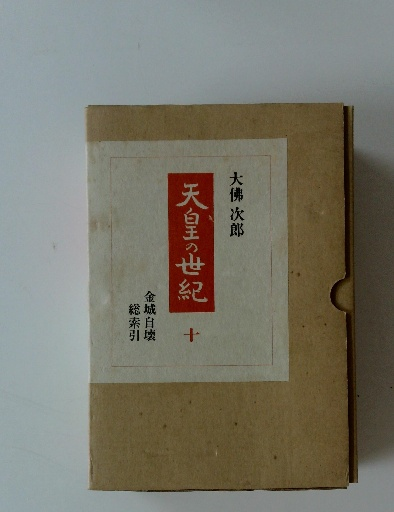 大佛次郎
天皇の世紀
十
金城自壊
総索引